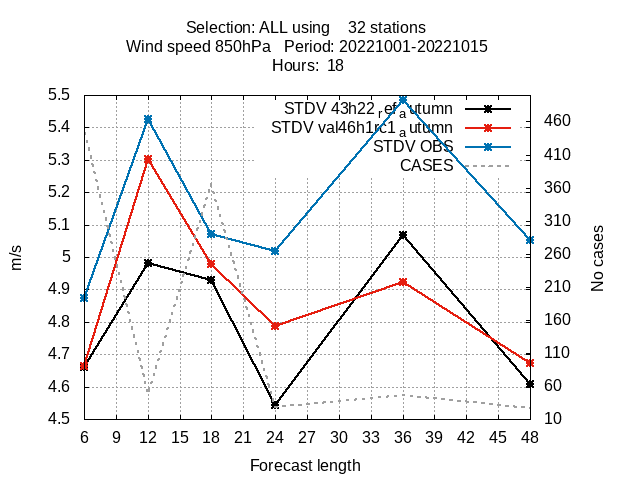 Selection: ALL using    32 stations
Wind speed 850hPa   Period: 20221001-20221015
Hours:  18
STDV 43h22_ref_autumn
STDV val46h1rc1_autumn
STDV OBS
CASES
5.5
5.4
5.3
5.2
5.1
5
4.9
4.8
4.7
4.6
4.5
m/s
460
410
360
310
260
210
160
110
60
10
No cases
6 9 12 15 18 21 24 27 30 33 36 39 42 45 48
Forecast length